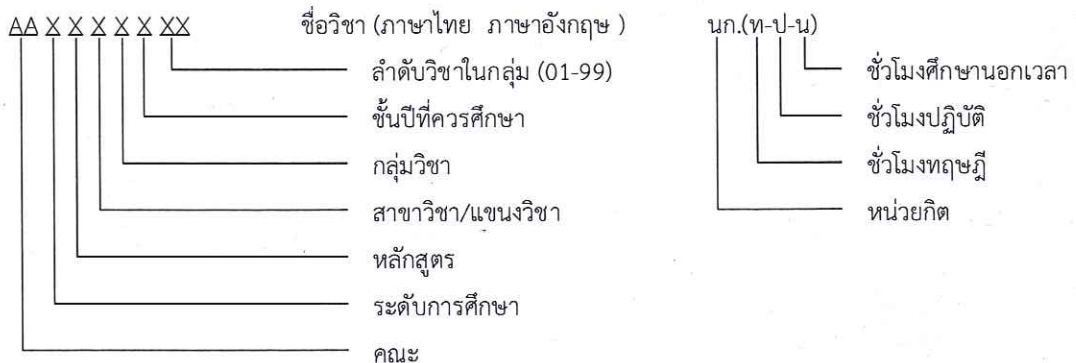 AA X X X X X XX ชื่อวิชา (ภาษาไทย ภาษาอังกฤษ ) นก.(ท-ป-น)
ลำดับวิชาในกลุ่ม (01-99) ชั่วโมงศึกษานอกเวลา
ชั้นปีที่ควรศึกษา ชั่วโมงปฏิบัติ
กลุ่มวิชา ชั่วโมงทฤษฎี
สาขาวิชา/แขนงวิชา หน่วยกิต
หลักสูตร
ระดับการศึกษา
คณะ